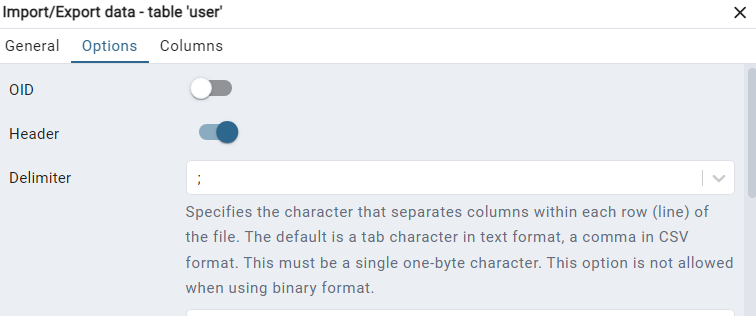 Import/Export data - table 'user'
General Options Columns
OID
Header
Delimiter ;
Specifies the character that separates columns within each row (line) of
the file. The default is a tab character in text format, a comma in CSV
format. This must be a single one-byte character. This option is not allowed
when using binary format.